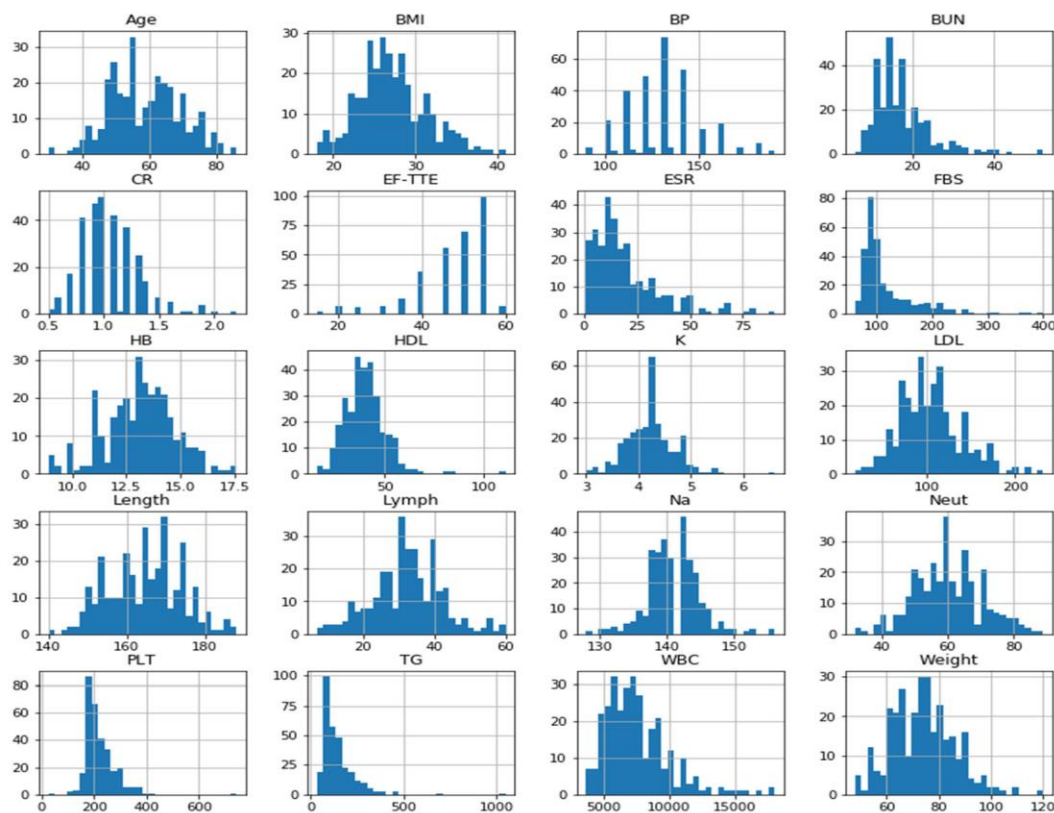 Age BMI BP BUN
30 20 10 0
40 60 80
30 20 10 0
20 30 40
60 40 20 0
100 150
40 20 0
20 40
CR EF-TTE ESR FBS
40 20 0
0.5 1.0 1.5 2.0
100 75 50 25 0
20 40 60
40 30 20 10 0
0 25 50 75
80 60 40 20 0
100 200 300 400
HB HDL K LDL
30 20 10 0
10.0 12.5 15.0 17.5
40 30 20 10 0
50 100
60 40 20 0
3 4 5 6
30 20 10 0
100 200
Length Lymph Na Neut
30 20 10 0
140 160 180
30 20 10 0
20 40 60
40 30 20 10 0
130 140 150
30 20 10 0
40 60 80
PLT TG WBC Weight
80 60 40 20 0
0 200 400 600
100 75 50 25 0
0 500 1000
30 20 10 0
5000 10000 15000
30 20 10 0
60 80 100 120